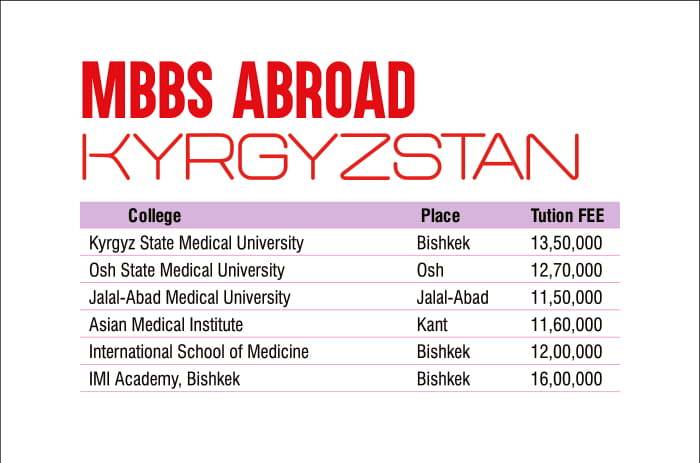 MBBS ABROAD
KYRGYZSTAN
College Place Tution FEE
Kyrgyz State Medical University Bishkek 13,50,000
Osh State Medical University Osh 12,70,000
Jalal-Abad Medical University Jalal-Abad 11,50,000
Asian Medical Institute Kant 11,60,000
International School of Medicine Bishkek 12,00,000
IMI Academy, Bishkek Bishkek 16,00,000